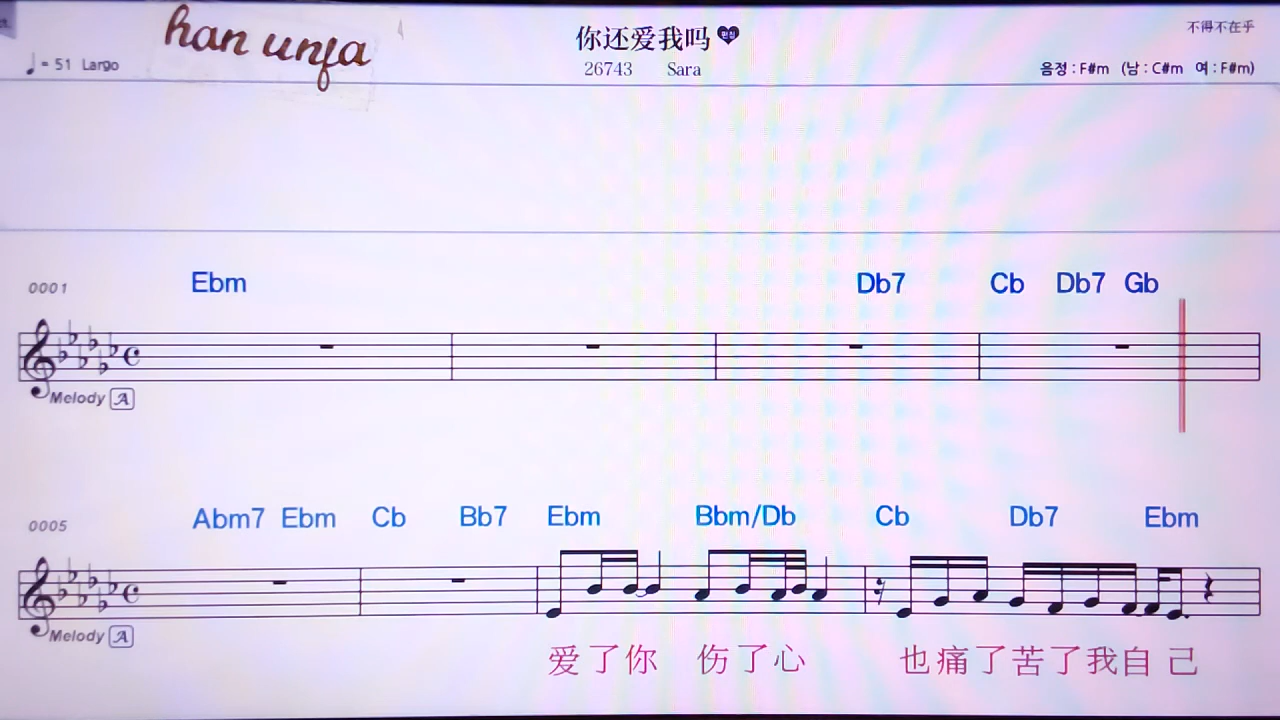 han unfa
你还爱我吗
不得不在乎
= 51 Largo
26743 Sara
음정 : F#m (남 : C#m 여 : F#m)
Ebm Db7 Cb Db7 Gb
0001
Melody A
Abm7 Ebm Cb Bb7 Ebm Bbm/Db Cb Db7 Ebm
0005
Melody A
爱了你 伤了心 也痛了苦了我自己